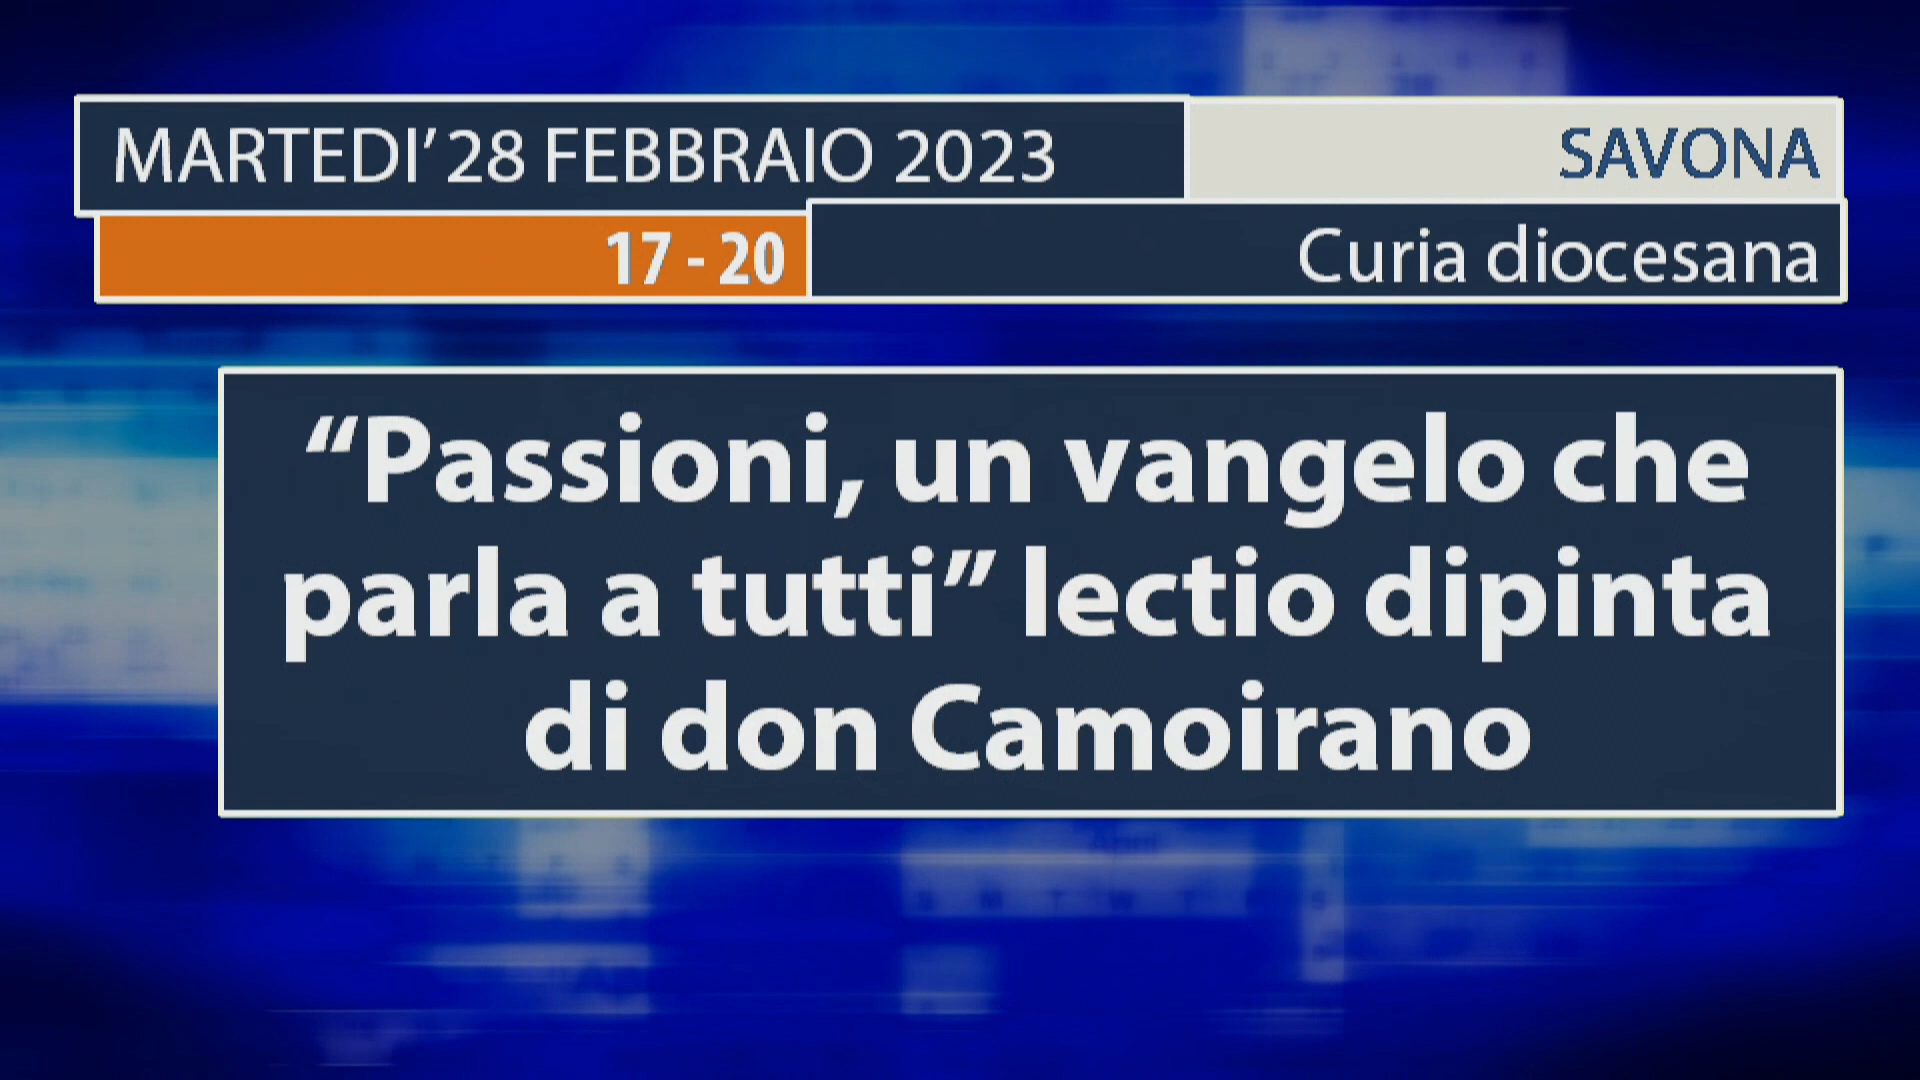 MARTEDI' 28 FEBBRAIO 2023
SAVONA
17 - 20
Curia diocesana
“Passioni, un vangelo che
parla a tutti” lectio dipinta
di don Camoirano